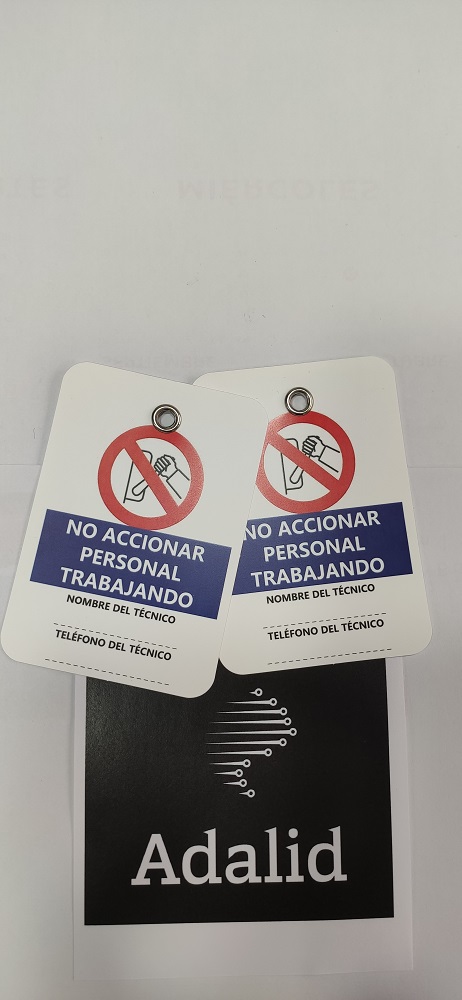 MIERCOLES
NO ACCIONAR
PERSONAL
TRABAJANDO
NOMBRE DEL TÉCNICO
TELÉFONO DEL TÉCNICO
NO ACCIONAR
PERSONAL
TRABAJANDO
NOMBRE DEL TÉCNICO
TELÉFONO DEL TÉCNICO
Adalid